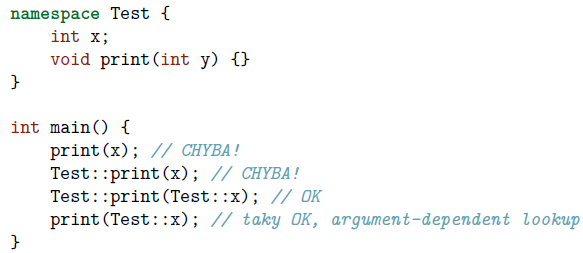 namespace Test {
    int x;
    void print(int y) {}
}

int main() {
    print(x); // CHYBA!
    Test::print(x); // CHYBA!
    Test::print(Test::x); // OK
    print(Test::x); // taky OK, argument-dependent lookup
}